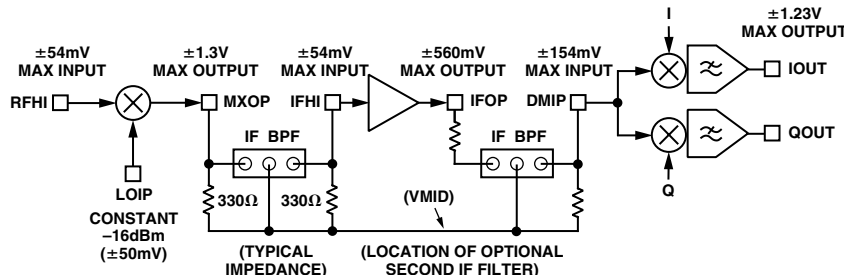 I
±54mV
MAX INPUT
±1.3V
MAX OUTPUT
±54mV
MAX INPUT
±560mV
MAX OUTPUT
±154mV
MAX INPUT
±1.23V
MAX OUTPUT
RFHI
MXOP
IFHI
IFOP
DMIP
IOUT
QOUT
IF BPF
IF BPF
LOIP
330Ω
330Ω
(VMID)
Q
CONSTANT
–16dBm
(±50mV)
(TYPICAL
IMPEDANCE)
(LOCATION OF OPTIONAL
SECOND IF FILTER)